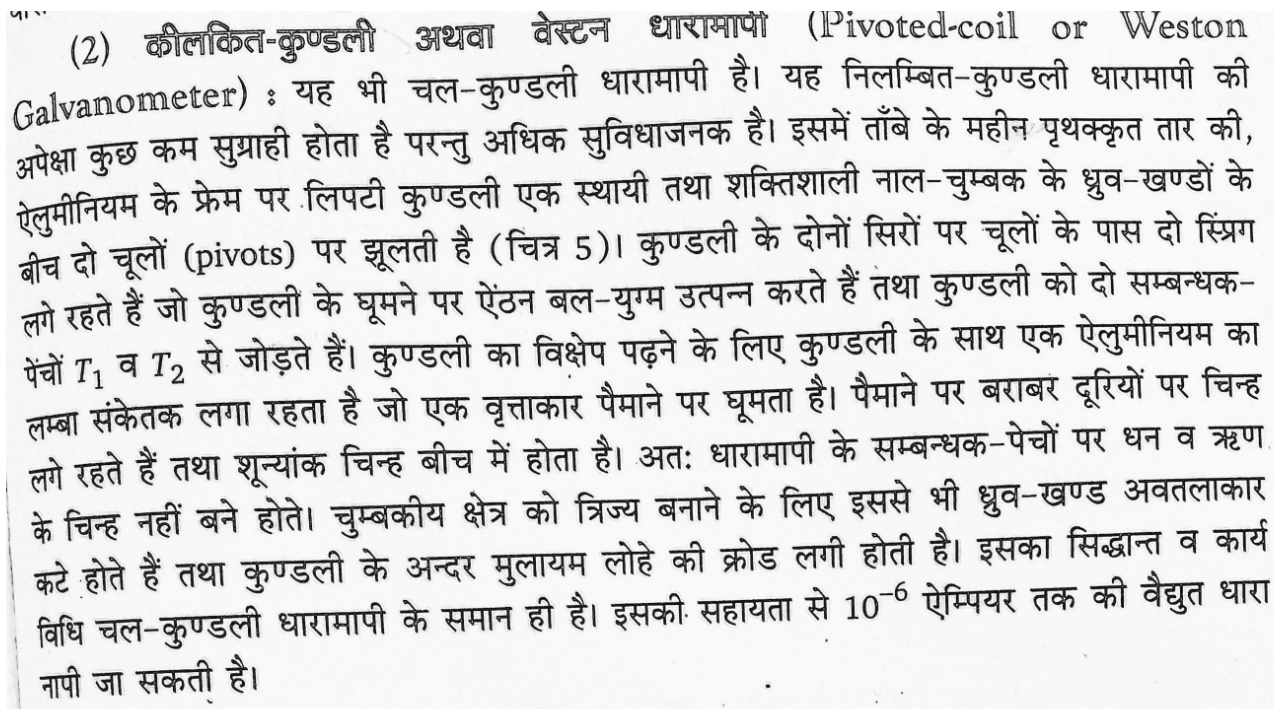 (2) कीलकित-कुण्डली अथवा वेस्टन धारामापी (Pivoted-coil or Weston
Galvanometer) : यह भी चल-कुण्डली धारामापी है। यह निलम्बित-कुण्डली धारामापी की
अपेक्षा कुछ कम सुग्राही होता है परन्तु अधिक सुविधाजनक है। इसमें ताँबे के महीन पृथक्कृत तार की,
ऐलुमीनियम के फ्रेम पर लिपटी कुण्डली एक स्थायी तथा शक्तिशाली नाल-चुम्बक के ध्रुव-खण्डों के
बीच दो चूलों (pivots) पर झूलती है (चित्र 5)। कुण्डली के दोनों सिरों पर चूलों के पास दो स्प्रिंग
लगे रहते हैं जो कुण्डली के घूमने पर ऐंठन बल-युग्म उत्पन्न करते हैं तथा कुण्डली को दो सम्बन्धक-
पेंचों T₁ व T₂ से जोड़ते हैं। कुण्डली का विक्षेप पढ़ने के लिए कुण्डली के साथ एक ऐलुमीनियम का
लम्बा संकेतक लगा रहता है जो एक वृत्ताकार पैमाने पर घूमता है। पैमाने पर बराबर दूरियों पर चिन्ह
लगे रहते हैं तथा शून्यांक चिन्ह बीच में होता है। अतः धारामापी के सम्बन्धक-पेचों पर धन व ऋण
के चिन्ह नहीं बने होते। चुम्बकीय क्षेत्र को त्रिज्य बनाने के लिए इससे भी ध्रुव-खण्ड अवतलाकार
कटे होते हैं तथा कुण्डली के अन्दर मुलायम लोहे की क्रोड लगी होती है। इसका सिद्धान्त व कार्य
विधि चल-कुण्डली धारामापी के समान ही है। इसकी सहायता से 10⁻⁶ ऐम्पियर तक की वैद्युत धारा
नापी जा सकती है।